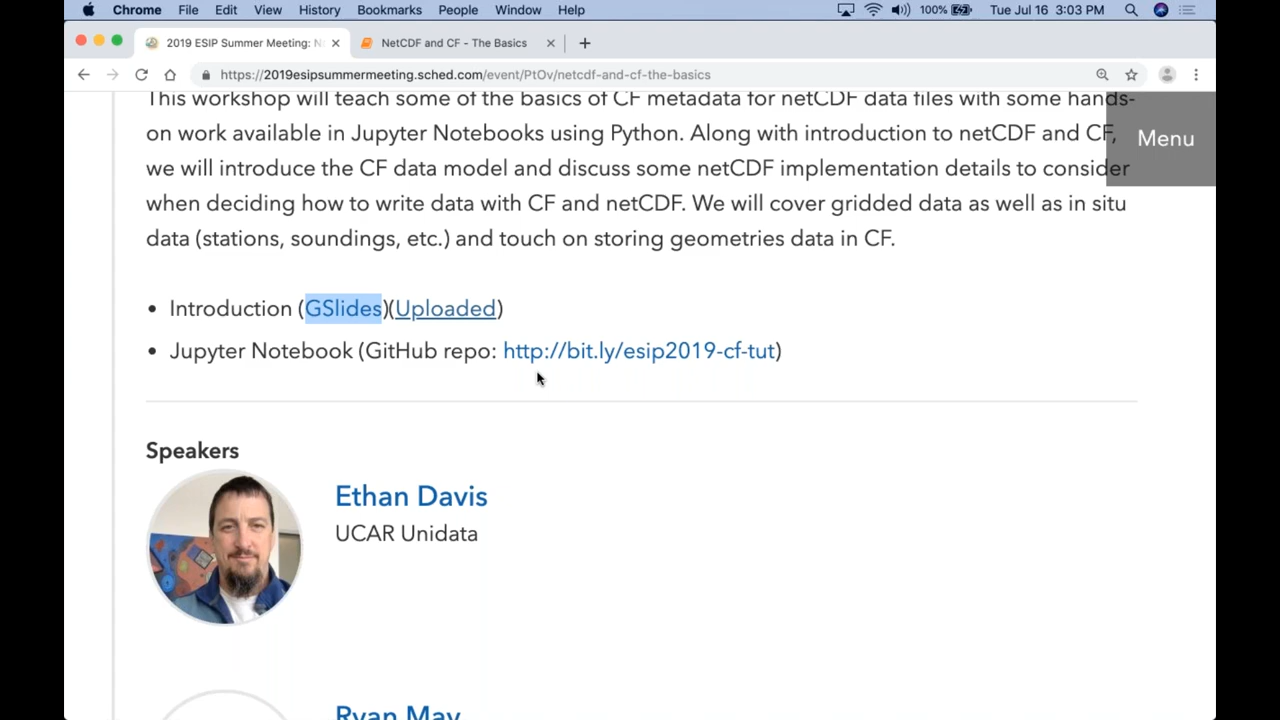 Chrome File Edit View History Bookmarks People Window Help 100% Tue Jul 16 3:03 PM
2019 ESIP Summer Meeting: N NetCDF and CF - The Basics
https://2019esipsummermeeting.sched.com/event/PtOv/netcdf-and-cf-the-basics
This workshop will teach some of the basics of CF metadata for netCDF data files with some hands-
on work available in Jupyter Notebooks using Python. Along with introduction to netCDF and CF,
Menu
we will introduce the CF data model and discuss some netCDF implementation details to consider
when deciding how to write data with CF and netCDF. We will cover gridded data as well as in situ
data (stations, soundings, etc.) and touch on storing geometries data in CF.
• Introduction (GSlides)(Uploaded)
• Jupyter Notebook (GitHub repo: http://bit.ly/esip2019-cf-tut)
Speakers
Ethan Davis
UCAR Unidata
Ryan May